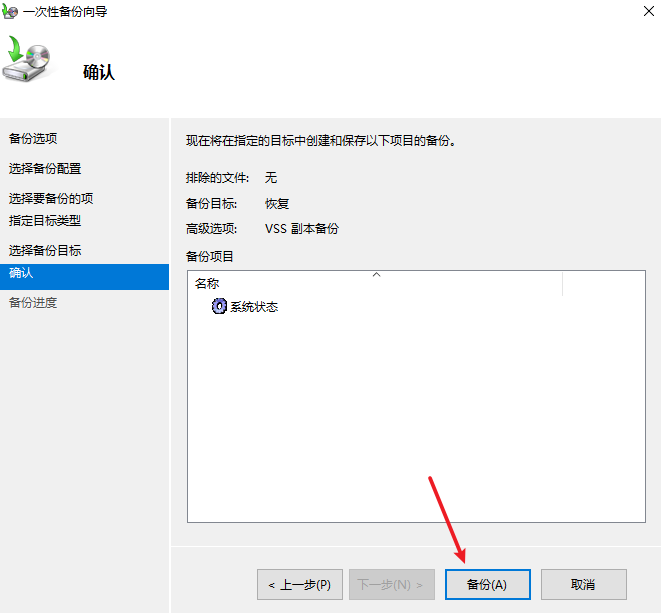 一次性备份向导
确认
备份选项
选择备份配置
选择要备份的项
指定目标类型
选择备份目标
确认
备份进度
现在将在指定的目标中创建和保存以下项目的备份。
排除的文件: 无
备份目标: 恢复
高级选项: VSS 副本备份
备份项目
名称
系统状态
< 上一步(P) 下一步(N) > 备份(A) 取消